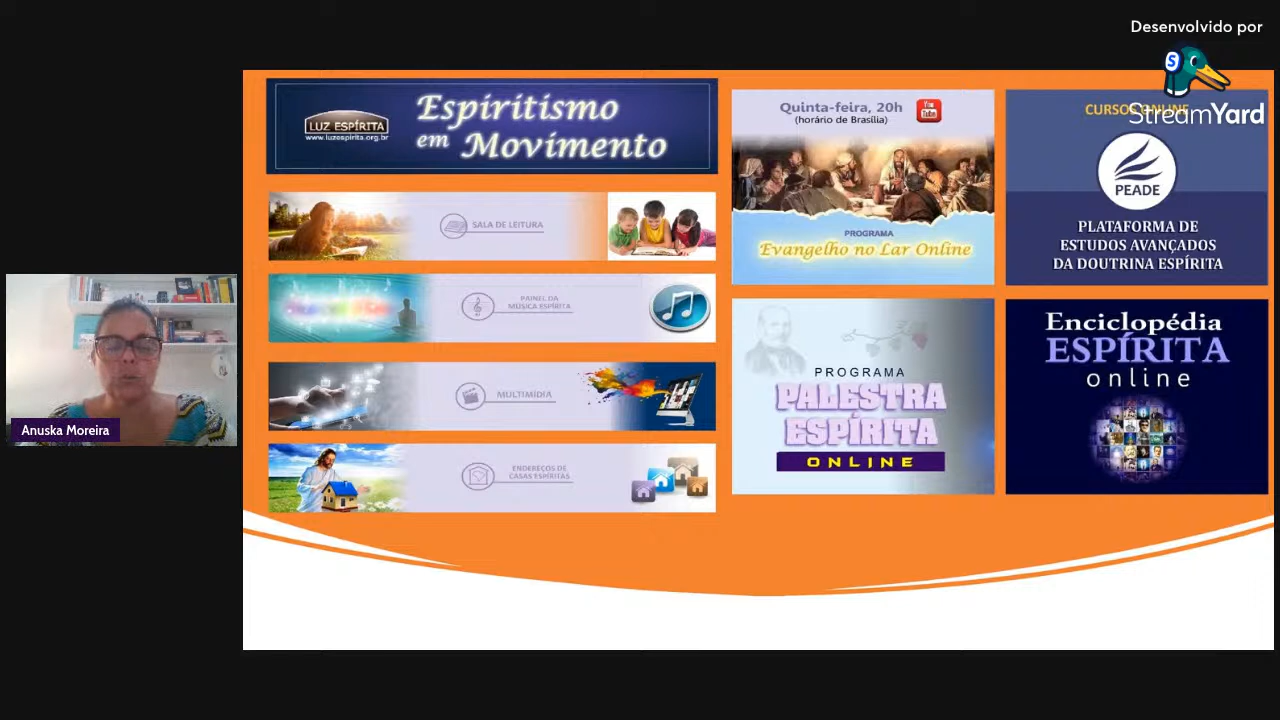 Desenvolvido por
StreamYard
LUZ ESPÍRITA
www.luzespirita.org.br
Espiritismo
em Movimento
SALA DE LEITURA
PAINEL DA
MÚSICA ESPÍRITA
MULTIMÍDIA
ENDEREÇOS DE
CASAS ESPÍRITAS
Quinta-feira, 20h
(horário de Brasília)
You
Tube
PROGRAMA
Evangelho no Lar Online
PROGRAMA
PALESTRA
ESPÍRITA
ONLINE
CURSOS ONLINE
PEADE
PLATAFORMA DE
ESTUDOS AVANÇADOS
DA DOUTRINA ESPÍRITA
Enciclopédia
ESPÍRITA
online
Anuska Moreira